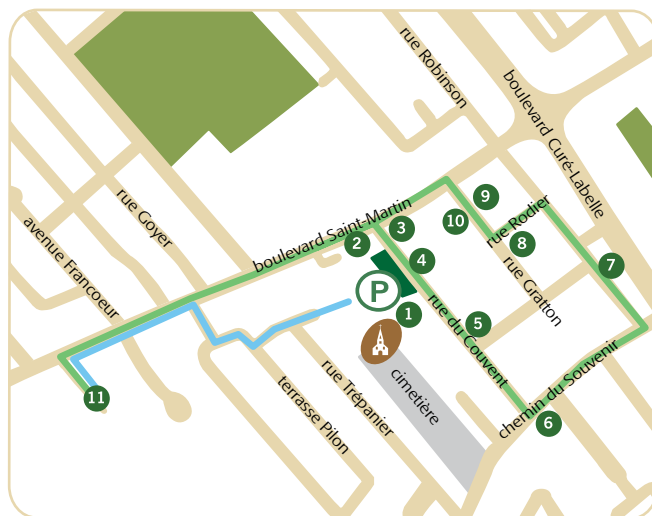 rue Robinson
boulevard Curé-Labelle
rue Goyer
avenue Francoeur
boulevard Saint-Martin
9
10
3
2
rue Rodier
8
4
7
rue Gratton
P
1
rue du Couvent
5
cimetière
chemin du Souvenir
rue Trépanier
terrasse Pilon
11
6